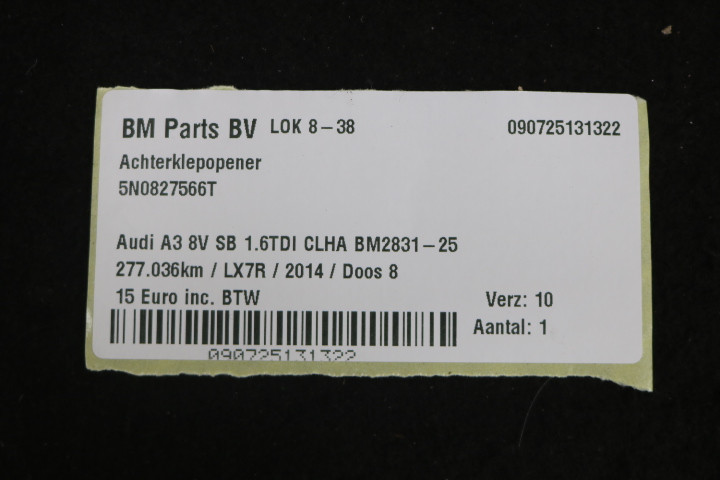 BM Parts BV LOK 8-38 090725131322
Achterklepopener
5N0827566T
Audi A3 8V SB 1.6TDI CLHA BM2831-25
277.036km / LX7R / 2014 / Doos 8
15 Euro inc. BTW Verz: 10
Aantal: 1
090725131322